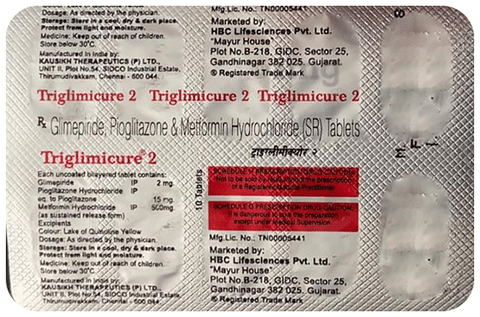 Dosage: As directed by the physician.
Storage: Store in a cool, dry & dark place.
Protect from light and moisture.
Medicine: Keep out of reach of children.
Store below 30°C.
Manufactured in India by:
KAUSIKH THERAPEUTICS (P) LTD.,
UNIT II, Plot No.54, SIDCO Industrial Estate,
Thirumudivakkam, Chennai - 600 044.
Mfg.Lic. No.: TN00005441
Marketed by:
HBC Lifesciences Pvt. Ltd.
"Mayur House"
Plot No.B-218, GIDC, Sector 25,
Gandhinagar 382 025. Gujarat.
® Registered Trade Mark
Triglimicure 2 Triglimicure 2 Triglimicure 2
Rx Glimepiride, Pioglitazone & Metformin Hydrochloride (SR) Tablets
Triglimicure® 2
ट्राइग्लीमीक्योर २
Each uncoated bilayered tablet contains:
Glimepiride IP 2 mg.
Pioglitazone Hydrochloride IP
eq. to Pioglitazone 15 mg
Metformin Hydrochloride IP 500mg.
(as sustained release form)
Excipients
Colour: Lake of Quinoline Yellow
Dosage: As directed by the physician.
Storage: Store in a cool, dry & dark place.
Protect from light and moisture.
Medicine: Keep out of reach of children.
Store below 30°C.
Manufactured in India by:
KAUSIKH THERAPEUTICS (P) LTD.,
UNIT II, Plot No.54, SIDCO Industrial Estate,
Thirumudivakkam, Chennai - 600 044.
10 Tablets
SCHEDULE H PRESCRIPTION DRUG-CAUTION
Not to be sold by retail without the prescription
of a Registered Medical Practitioner
SCHEDULE G PRESCRIPTION DRUG-CAUTION
It is dangerous to take this preparation
except under Medical Supervision.
Mfg.Lic. No.: TN00005441
Marketed by:
HBC Lifesciences Pvt. Ltd.
"Mayur House"
Plot No.B-218, GIDC, Sector 25,
Gandhinagar 382 025. Gujarat.
® Registered Trade Mark